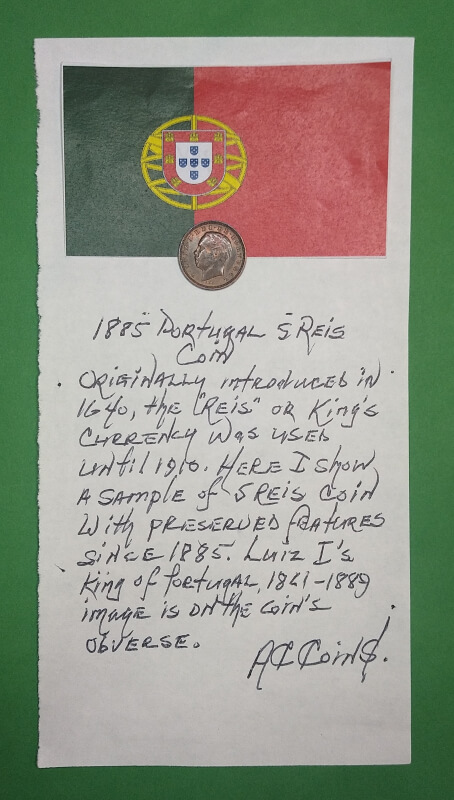 1885 Portugal 5 Reis
Coin
Originally introduced in
1640, the "Reis" or King's
currency was used
until 1910. Here I show
a sample of 5 Reis coin
with preserved features
since 1885. Luiz I's
King of Portugal, 1861-1889
image is on the coin's
obverse.
AC Coins!